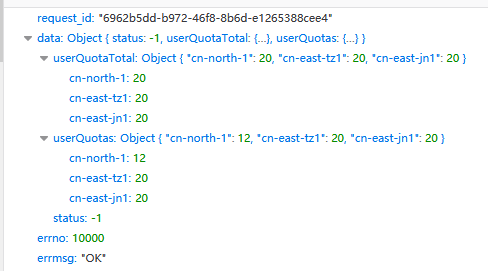 request_id: "6962b5dd-b972-46f8-8b6d-e1265388cee4"
data: Object { status: -1, userQuotaTotal: {…}, userQuotas: {…} }
userQuotaTotal: Object { "cn-north-1": 20, "cn-east-tz1": 20, "cn-east-jn1": 20 }
cn-north-1: 20
cn-east-tz1: 20
cn-east-jn1: 20
userQuotas: Object { "cn-north-1": 12, "cn-east-tz1": 20, "cn-east-jn1": 20 }
cn-north-1: 12
cn-east-tz1: 20
cn-east-jn1: 20
status: -1
errno: 10000
errmsg: "OK"